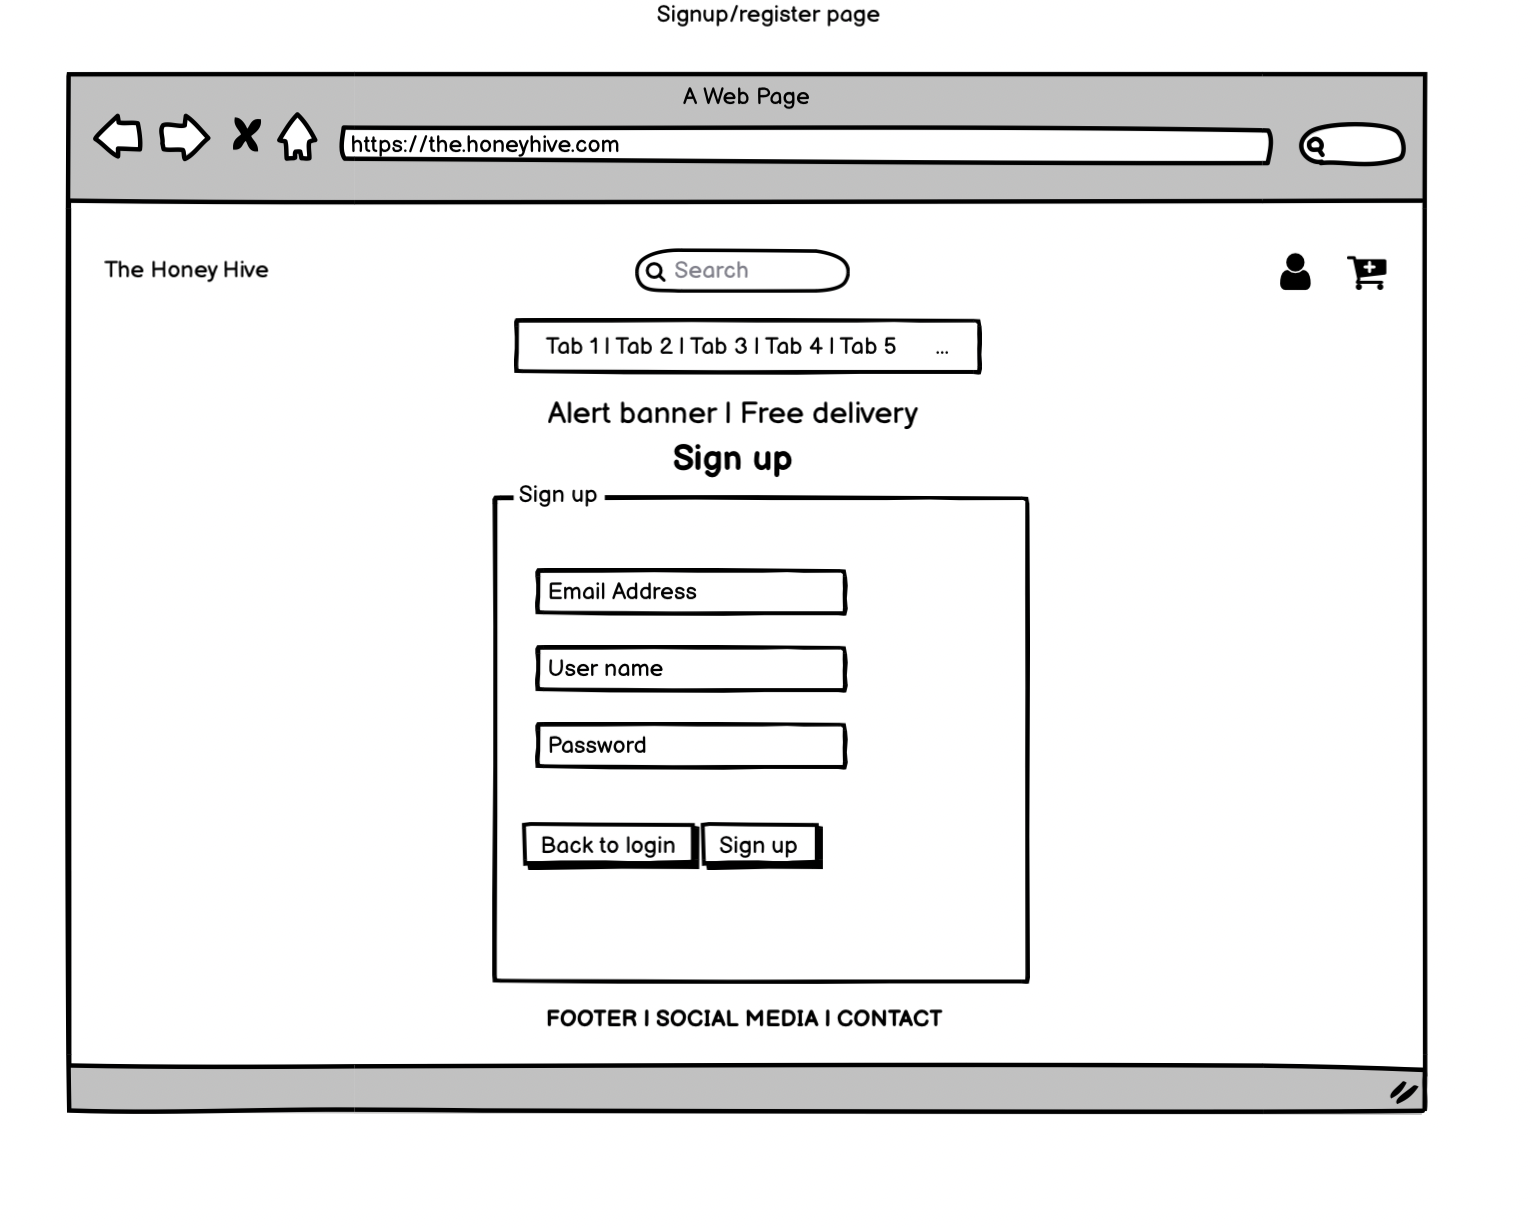 Signup/register page
A Web Page
https://the.honeyhive.com
The Honey Hive
Search
Tab 1 | Tab 2 | Tab 3 | Tab 4 | Tab 5 ...
Alert banner | Free delivery
Sign up
Sign up
Email Address
User name
Password
Back to login
Sign up
FOOTER | SOCIAL MEDIA | CONTACT